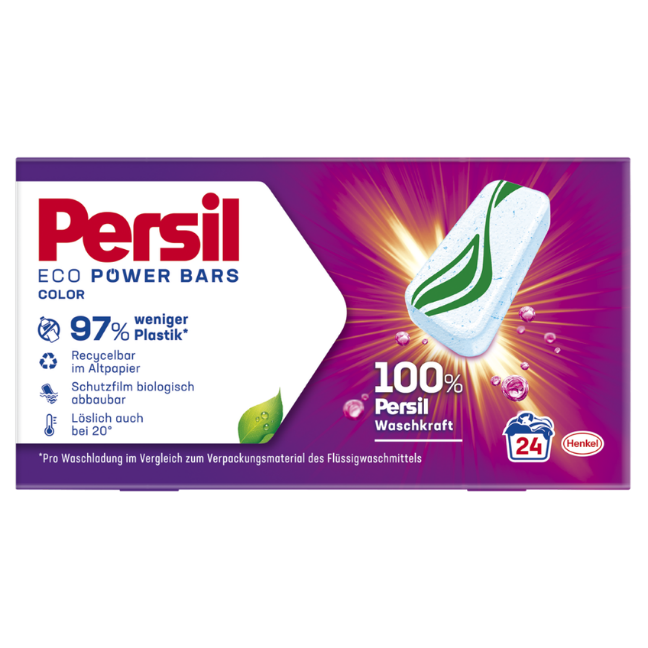 Persil
ECO POWER BARS
COLOR
97% weniger
Plastik*
Recycelbar
im Altpapier
Schutzfilm biologisch
abbaubar
Löslich auch
bei 20°
100%
Persil
Waschkraft
24
Henkel
*Pro Waschladung im Vergleich zum Verpackungsmaterial des Flüssigwaschmittels